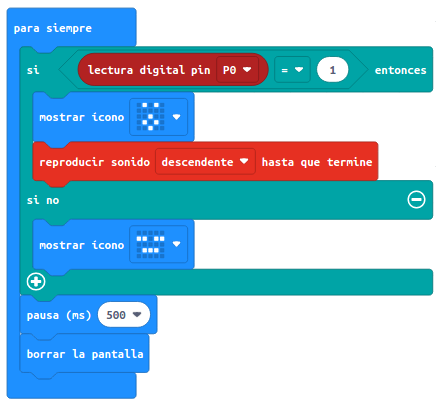 para siempre
si lectura digital pin P0 = 1 entonces
mostrar icono
reproducir sonido descendente hasta que termine
si no
mostrar icono
pausa (ms) 500
borrar la pantalla